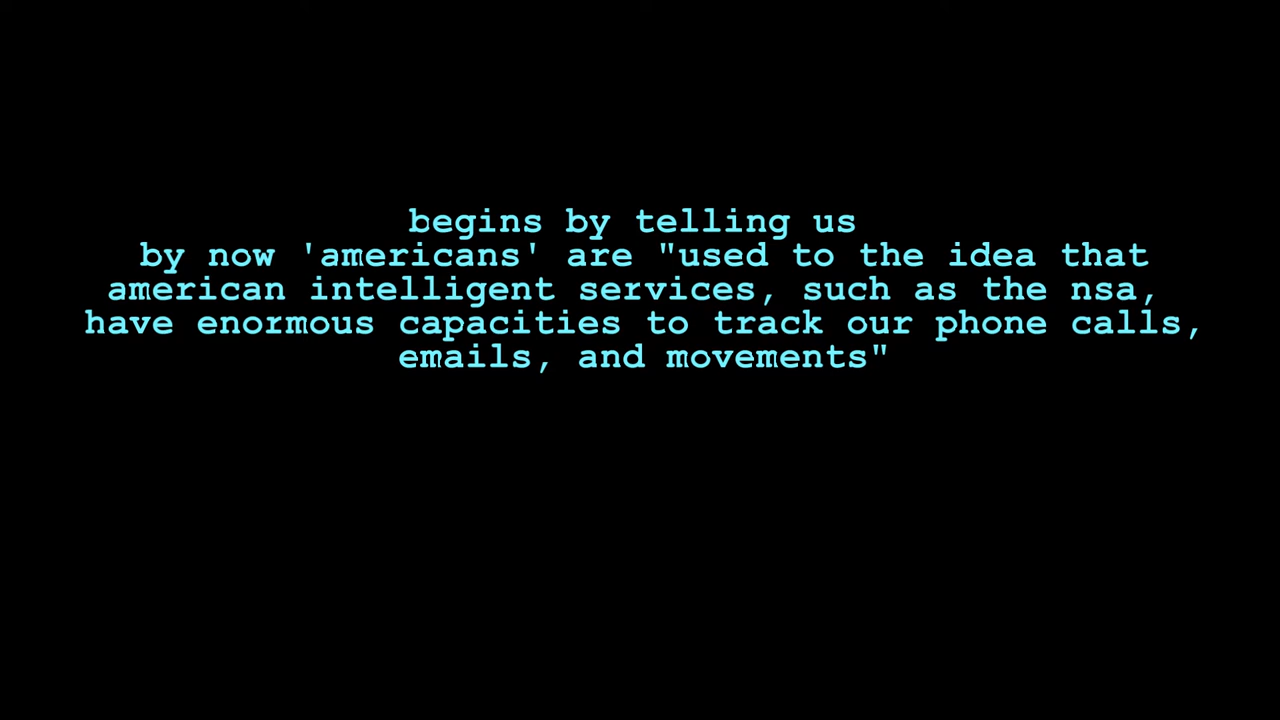 begins by telling us
by now 'americans' are "used to the idea that
american intelligent services, such as the nsa,
have enormous capacities to track our phone calls,
emails, and movements"